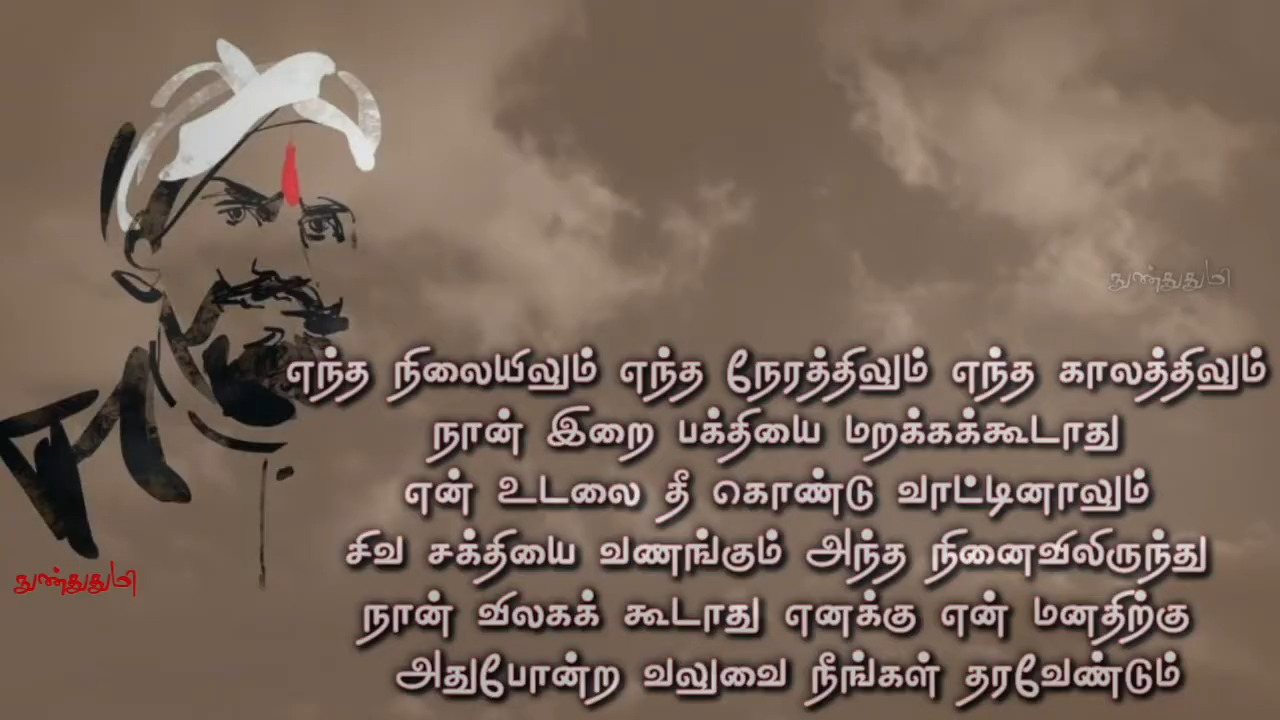 துண்துதுமி
எந்த நிலையிலும் எந்த நேரத்திலும் எந்த காலத்திலும்
நான் இறை பக்தியை மறக்கக்கூடாது
என் உடலை தீ கொண்டு வாட்டினாலும்
சிவ சக்தியை வணங்கும் அந்த நினைவிலிருந்து
துண்துதுமி
நான் விலகக் கூடாது எனக்கு என் மனதிற்கு
அதுபோன்ற வலுவை நீங்கள் தரவேண்டும்